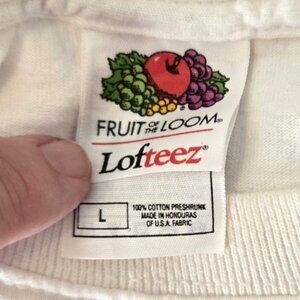 FRUIT OF THE LOOM®
Lofteez®
L
100% COTTON PRESHRUNK
MADE IN HONDURAS
OF U.S.A. FABRIC